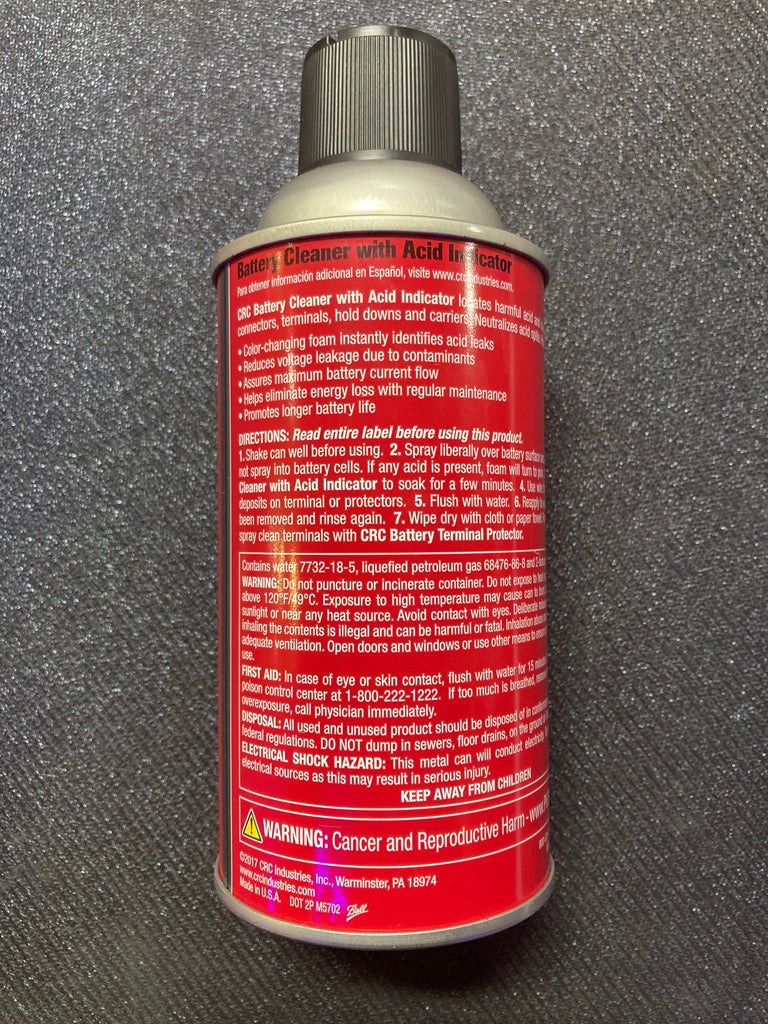 Battery Cleaner with Acid Indicator
Para obtener información adicional en Español, visite www.crcindustries.com.
CRC Battery Cleaner with Acid Indicator locates harmful acid and
connectors, terminals, hold downs and carriers. Neutralizes acid spills,
• Color-changing foam instantly identifies acid leaks
• Reduces voltage leakage due to contaminants
• Assures maximum battery current flow
• Helps eliminate energy loss with regular maintenance
• Promotes longer battery life
DIRECTIONS: Read entire label before using this product.
1. Shake can well before using. 2. Spray liberally over battery surface
not spray into battery cells. If any acid is present, foam will turn to
Cleaner with Acid Indicator to soak for a few minutes. 4. Use
deposits on terminal or protectors. 5. Flush with water. 6. Reapply
been removed and rinse again. 7. Wipe dry with cloth or paper towel.
spray clean terminals with CRC Battery Terminal Protector.
Contains water 7732-18-5, liquefied petroleum gas 68476-86-8 and
WARNING: Do not puncture or incinerate container. Do not expose to heat
above 120°F/49°C. Exposure to high temperature may cause can to
sunlight or near any heat source. Avoid contact with eyes. Deliberate
inhaling the contents is illegal and can be harmful or fatal. Inhalation
adequate ventilation. Open doors and windows or use other means to ensure
use.
FIRST AID: In case of eye or skin contact, flush with water for 15
poison control center at 1-800-222-1222. If too much is breathed,
overexposure, call physician immediately.
DISPOSAL: All used and unused product should be disposed of in
federal regulations. DO NOT dump in sewers, floor drains, on the ground
ELECTRICAL SHOCK HAZARD: This metal can will conduct electricity.
electrical sources as this may result in serious injury.
KEEP AWAY FROM CHILDREN
WARNING: Cancer and Reproductive Harm - www.
©2017 CRC Industries, Inc., Warminster, PA 18974
www.crcindustries.com
Made in U.S.A. DOT 2P M5702 Ball